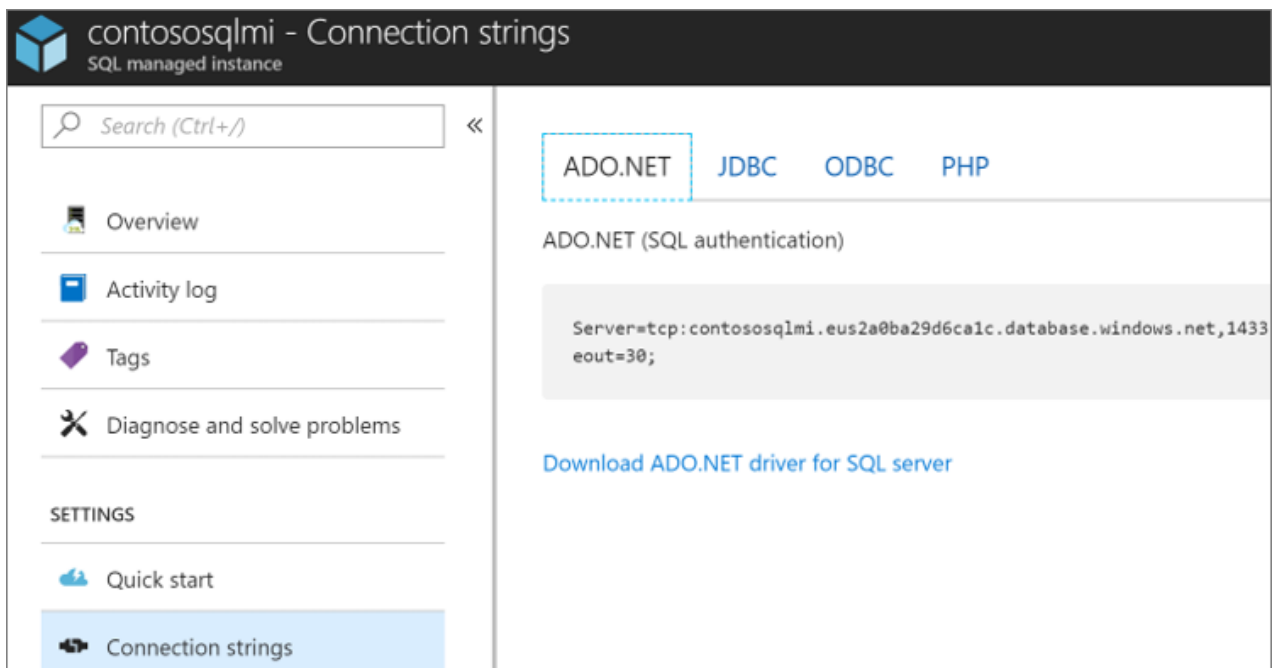 contososqlmi - Connection strings
SQL managed instance
Search (Ctrl+/)
«
Overview
Activity log
Tags
Diagnose and solve problems
SETTINGS
Quick start
Connection strings
ADO.NET JDBC ODBC PHP
ADO.NET (SQL authentication)
Server=tcp:contososqlmi.eus2a0ba29d6ca1c.database.windows.net,1433
eout=30;
Download ADO.NET driver for SQL server